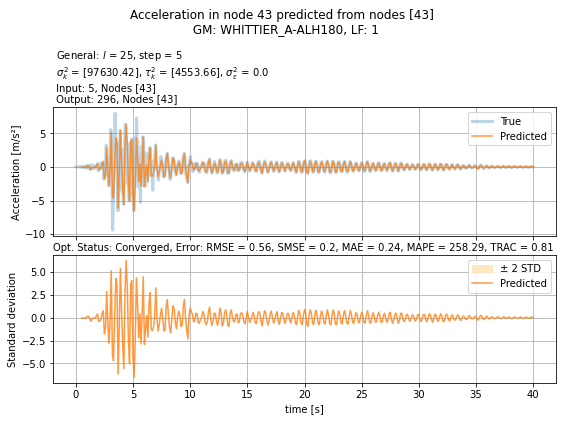 Acceleration in node 43 predicted from nodes [43]
GM: WHITTIER_A-ALH180, LF: 1
General: l = 25, step = 5
σ²ₖ = [97630.42], τ²ₖ = [4553.66], σ²ε = 0.0
Input: 5, Nodes [43]
Output: 296, Nodes [43]
True
Predicted
5
0
−5
−10
Acceleration [m/s²]
Opt. Status: Converged, Error: RMSE = 0.56, SMSE = 0.2, MAE = 0.24, MAPE = 258.29, TRAC = 0.81
± 2 STD
Predicted
5.0
2.5
0.0
−2.5
−5.0
Standard deviation
0 5 10 15 20 25 30 35 40
time [s]